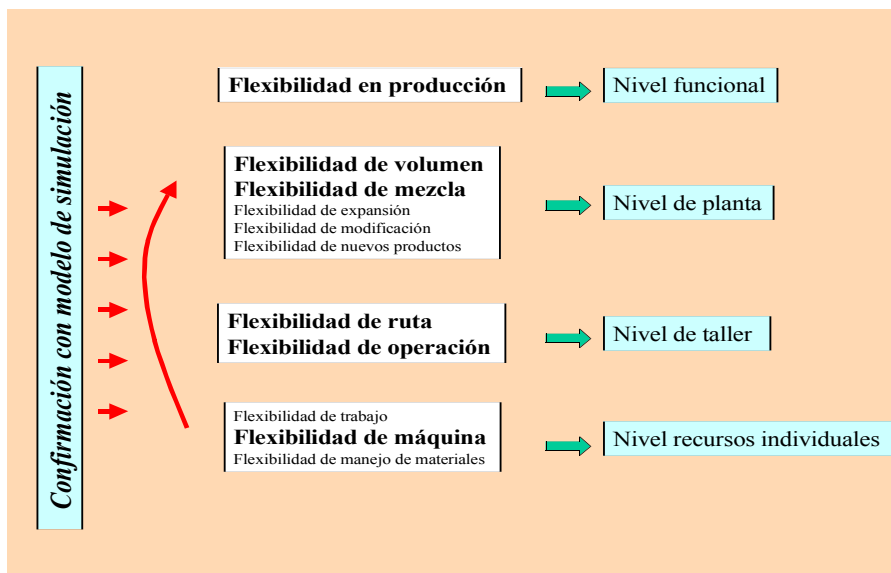 Confirmación con modelo de simulación
Flexibilidad en producción
Nivel funcional
Flexibilidad de volumen
Flexibilidad de mezcla
Flexibilidad de expansión
Flexibilidad de modificación
Flexibilidad de nuevos productos
Nivel de planta
Flexibilidad de ruta
Flexibilidad de operación
Nivel de taller
Flexibilidad de trabajo
Flexibilidad de máquina
Flexibilidad de manejo de materiales
Nivel recursos individuales